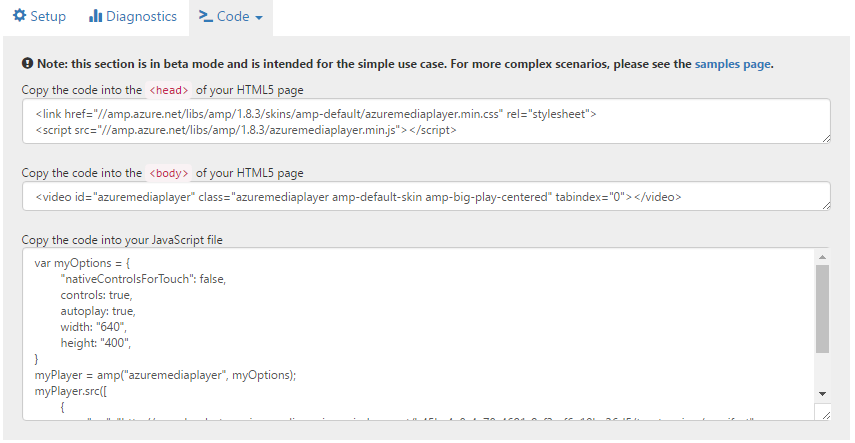 Setup Diagnostics Code
Note: this section is in beta mode and is intended for the simple use case. For more complex scenarios, please see the samples page.
Copy the code into the <head> of your HTML5 page
<link href="//amp.azure.net/libs/amp/1.8.3/skins/amp-default/azuremediaplayer.min.css" rel="stylesheet">
<script src="//amp.azure.net/libs/amp/1.8.3/azuremediaplayer.min.js"></script>
Copy the code into the <body> of your HTML5 page
<video id="azuremediaplayer" class="azuremediaplayer amp-default-skin amp-big-play-centered" tabindex="0"></video>
Copy the code into your JavaScript file
var myOptions = {
"nativeControlsForTouch": false,
controls: true,
autoplay: true,
width: "640",
height: "400",
}
myPlayer = amp("azuremediaplayer", myOptions);
myPlayer.src([
{